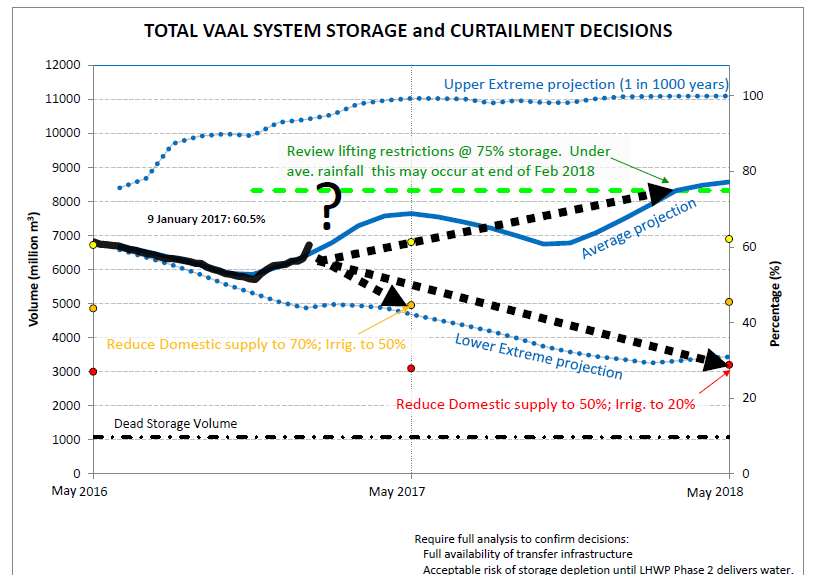 TOTAL VAAL SYSTEM STORAGE and CURTAILMENT DECISIONS
12000
11000
10000
9000
8000
7000
6000
5000
4000
3000
2000
1000
0
Volume (million m³)
Upper Extreme projection (1 in 1000 years)
Review lifting restrictions @ 75% storage. Under
ave. rainfall this may occur at end of Feb 2018
?
9 January 2017: 60.5%
Average projection
Reduce Domestic supply to 70%; Irrig. to 50%
Lower Extreme projection
Reduce Domestic supply to 50%; Irrig. to 20%
Dead Storage Volume
100
80
60
40
20
0
Percentage (%)
May 2016
May 2017
May 2018
Require full analysis to confirm decisions:
Full availability of transfer infrastructure
Acceptable risk of storage depletion until LHWP Phase 2 delivers water.